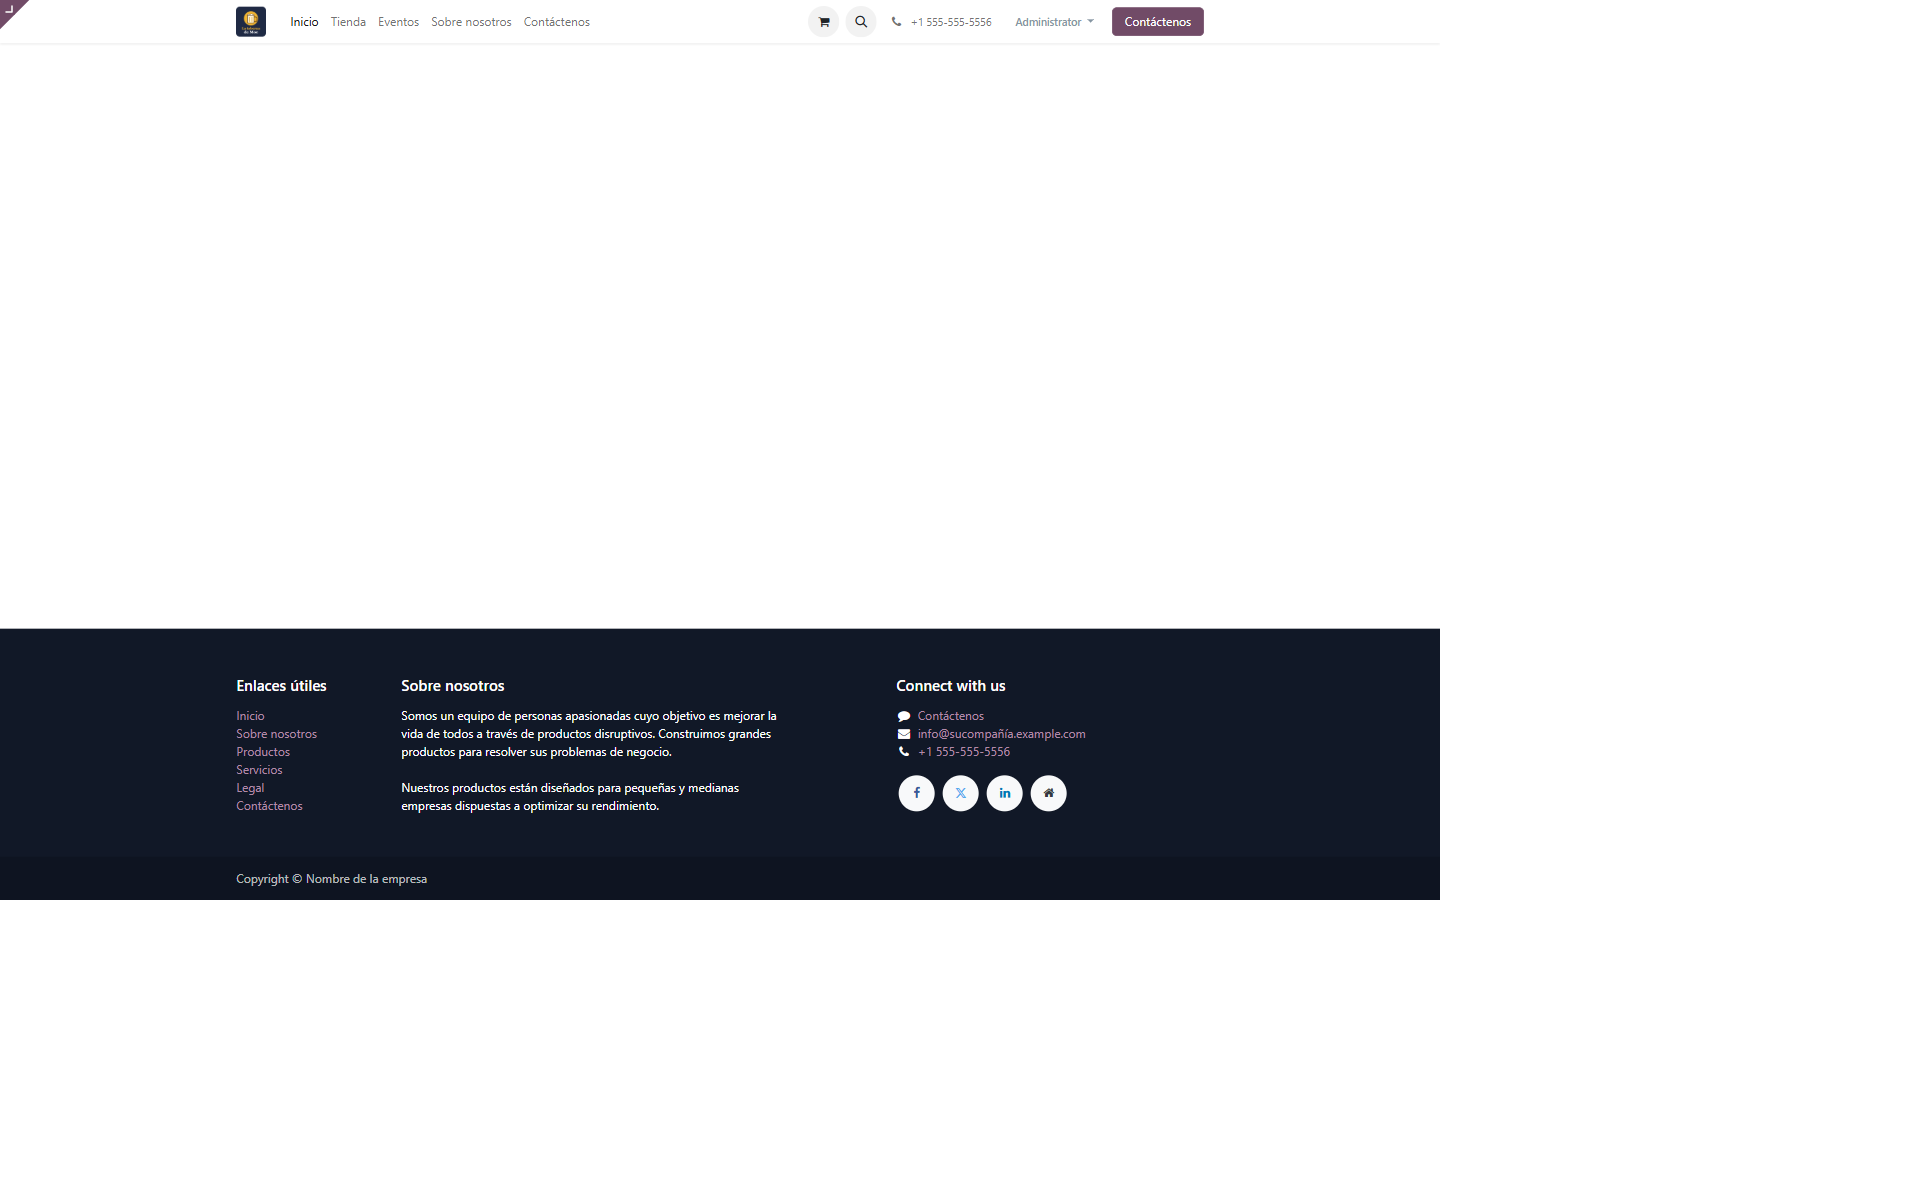 Inicio Tienda Eventos Sobre nosotros Contáctenos +1 555-555-5556 Administrator Contáctenos
Enlaces útiles
Inicio
Sobre nosotros
Productos
Servicios
Legal
Contáctenos
Sobre nosotros
Somos un equipo de personas apasionadas cuyo objetivo es mejorar la
vida de todos a través de productos disruptivos. Construimos grandes
productos para resolver sus problemas de negocio.
Nuestros productos están diseñados para pequeñas y medianas
empresas dispuestas a optimizar su rendimiento.
Connect with us
Contáctenos
info@sucompañía.example.com
+1 555-555-5556
Copyright © Nombre de la empresa